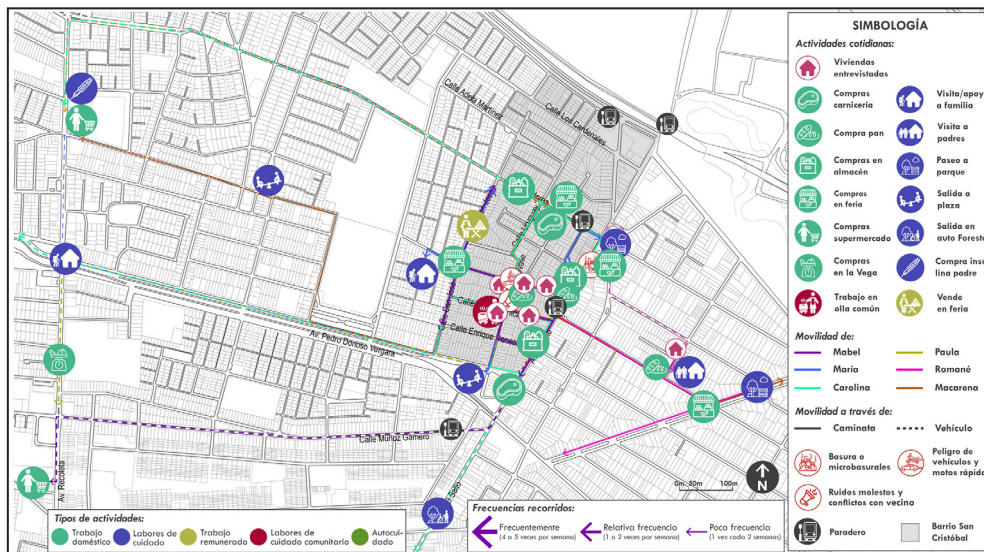 Calle Adela Martínez
Calle Los Cardenales
Calle Uruguay
Calle Enrique
Av. Pedro Donoso Vergara
Calle Muñoz Gamero
Av. Recoleta
Salto
0m 50m 100m
N
SIMBOLOGÍA
Actividades cotidianas:
Viviendas
entrevistadas
Compras
carnicería
Visita/apoyo
a familia
Compra pan
Visita a
padres
Compras en
almacén
Paseo a
parque
Compras
en feria
Salida a
plaza
Compras
supermercado
Salida en
auto Foresta
Compras
en la Vega
Compra insu
lina padre
Trabajo en
olla común
Vende
en feria
Movilidad de:
Mabel
Paula
María
Romané
Carolina
Macarena
Movilidad a través de:
Caminata
Vehículo
Basura o
microbasurales
Peligro de
vehículos y
motos rápida
Ruidos molestos y
conflictos con vecino
Paradero
Barrio San
Cristóbal
Tipos de actividades:
Trabajo
doméstico
Labores de
cuidado
Trabajo
remunerado
Labores de
cuidado comunitario
Autocui-
dado
Frecuencias recorridos:
Frecuentemente
(4 a 5 veces por semana)
Relativa frecuencia
(1 a 2 veces por semana)
Poca frecuencia
(1 vez cada 2 semanas)